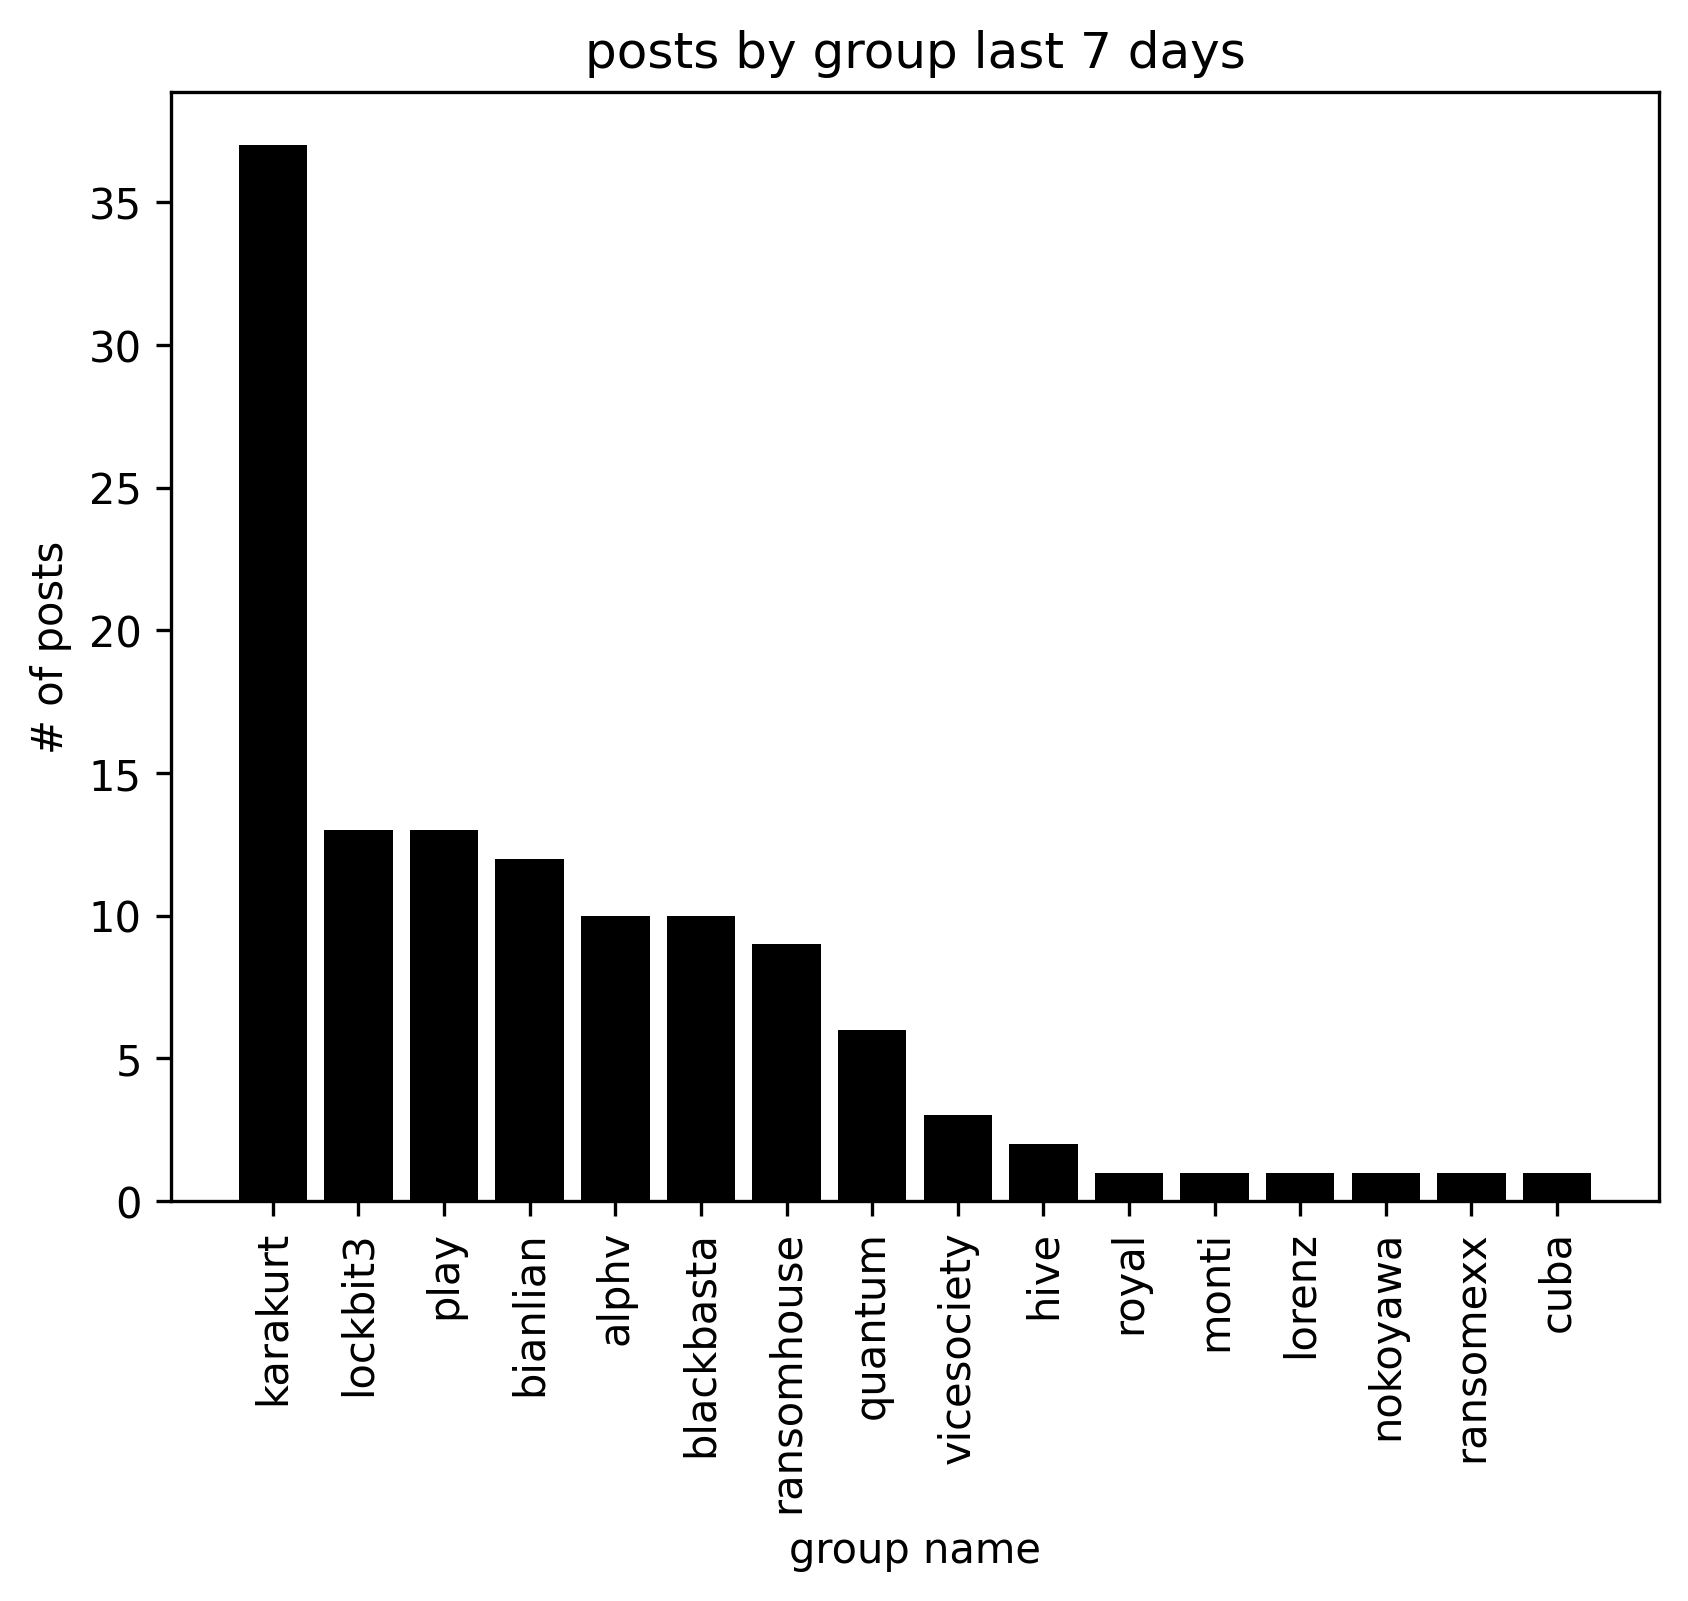 posts by group last 7 days
# of posts
35
30
25
20
15
10
5
0
karakurt
lockbit3
play
bianlian
alphv
blackbasta
ransomhouse
quantum
vicesociety
hive
royal
monti
lorenz
nokoyawa
ransomexx
cuba
group name